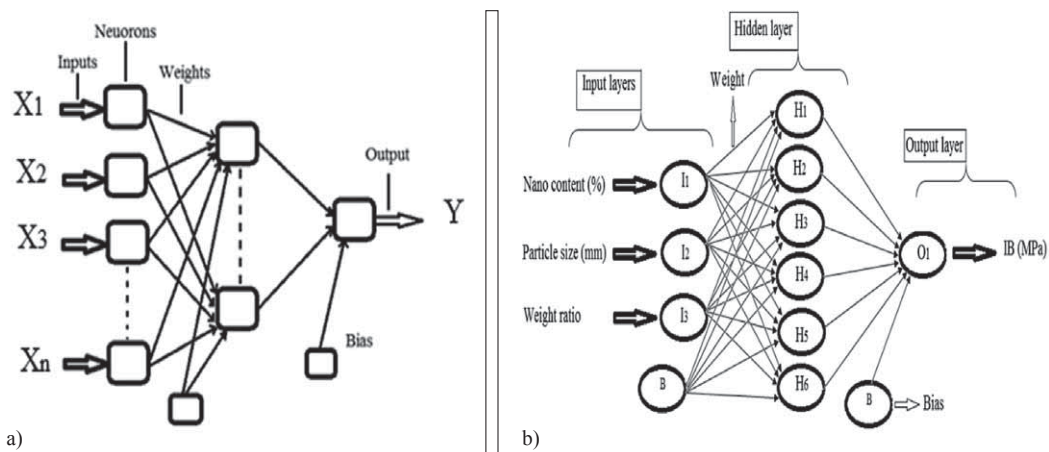 Neuorons
Inputs
Weights
X1
X2
X3
Xn
Output
Y
Bias
a)
Hidden layer
Input layers
Weight
Output layer
Nano content (%)
Particle size (mm)
Weight ratio
I1
I2
I3
B
H1
H2
H3
H4
H5
H6
O1
IB (MPa)
B
Bias
b)